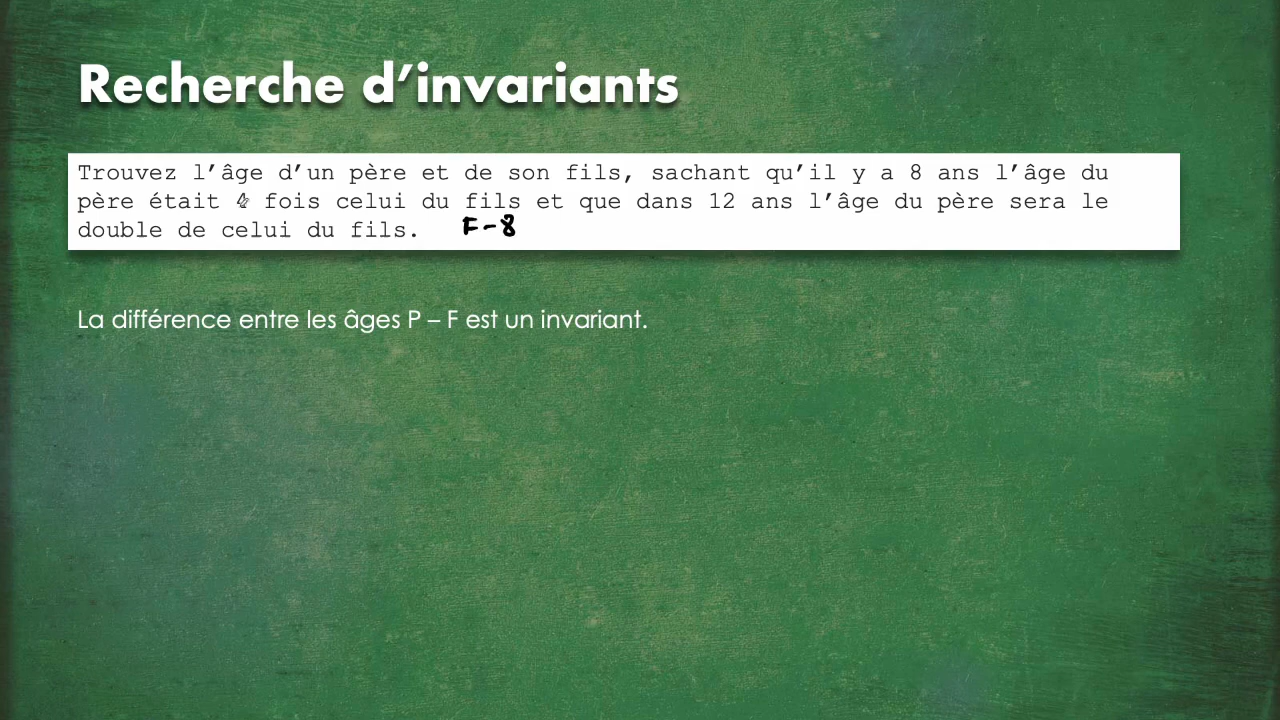 Recherche d’invariants
Trouvez l’âge d’un père et de son fils, sachant qu’il y a 8 ans l’âge du
père était 4 fois celui du fils et que dans 12 ans l’âge du père sera le
double de celui du fils. F-8
La différence entre les âges P – F est un invariant.